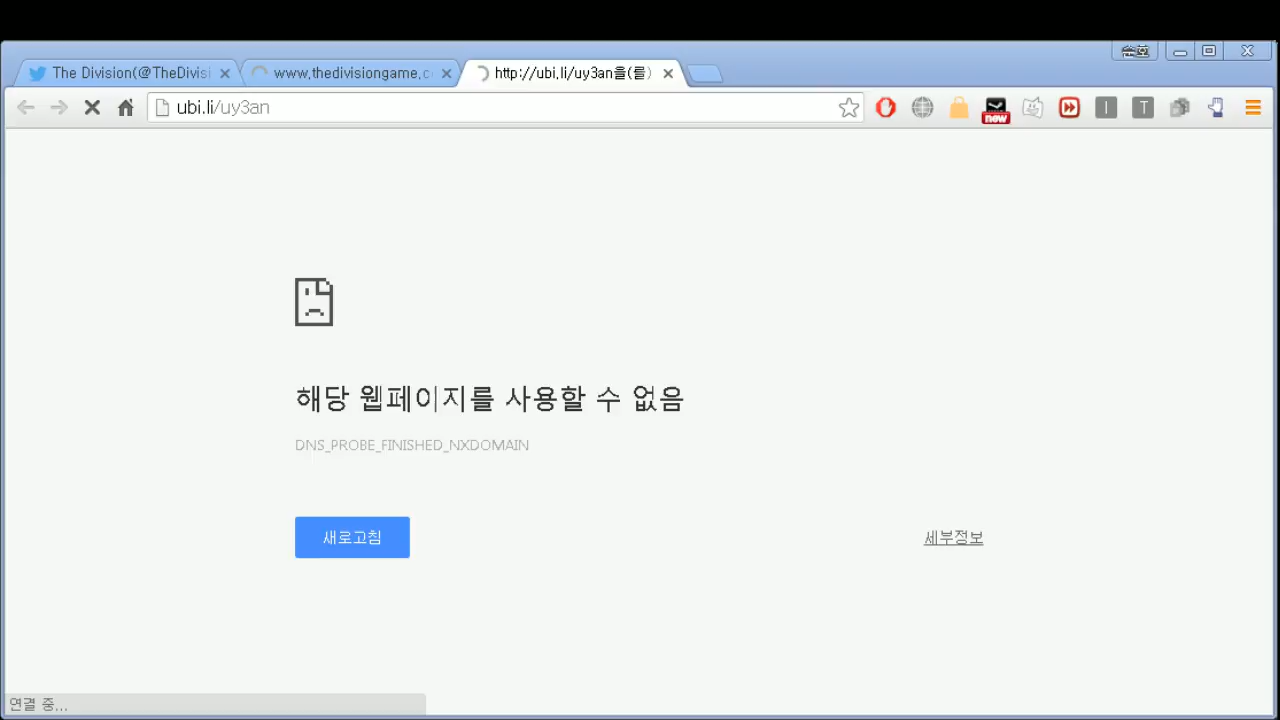 순호
The Division(@TheDivisi
www.thedivisiongame.c
http://ubi.li/uy3an을(를)
ubi.li/uy3an
new
I
T
해당 웹페이지를 사용할 수 없음
DNS_PROBE_FINISHED_NXDOMAIN
새로고침
세부정보
연결 중...